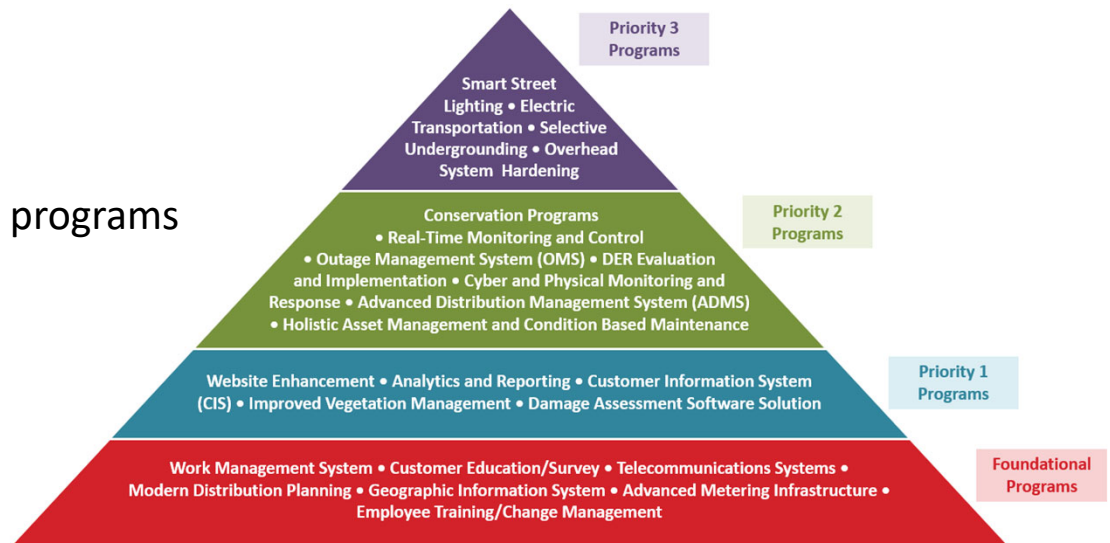 Priority 3
Programs
Smart Street
Lighting • Electric
Transportation • Selective
Undergrounding • Overhead
System Hardening
programs
Priority 2
Programs
Conservation Programs
• Real-Time Monitoring and Control
• Outage Management System (OMS) • DER Evaluation
and Implementation • Cyber and Physical Monitoring and
Response • Advanced Distribution Management System (ADMS)
• Holistic Asset Management and Condition Based Maintenance
Priority 1
Programs
Website Enhancement • Analytics and Reporting • Customer Information System
(CIS) • Improved Vegetation Management • Damage Assessment Software Solution
Foundational
Programs
Work Management System • Customer Education/Survey • Telecommunications Systems •
Modern Distribution Planning • Geographic Information System • Advanced Metering Infrastructure •
Employee Training/Change Management